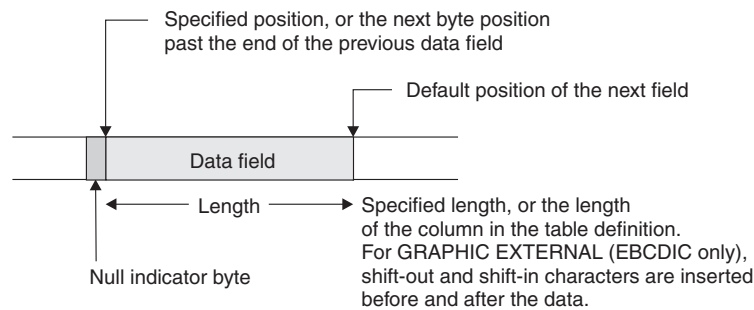 Specified position, or the next byte position
past the end of the previous data field
Default position of the next field
Data field
Length
Specified length, or the length
of the column in the table definition.
For GRAPHIC EXTERNAL (EBCDIC only),
shift-out and shift-in characters are inserted
before and after the data.
Null indicator byte